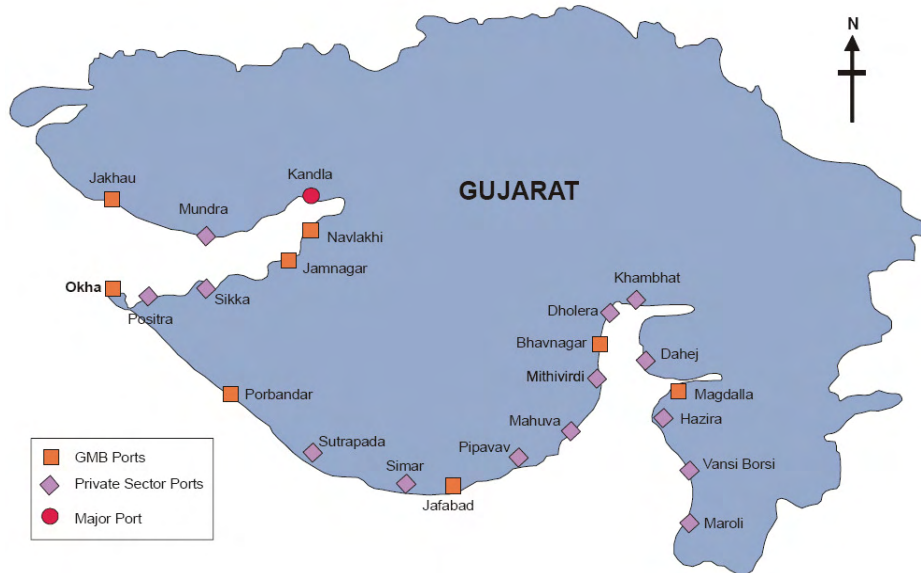 N
Jakhau
Kandla
GUJARAT
Mundra
Navlakhi
Jamnagar
Khambhat
Okha
Sikka
Positra
Dholera
Bhavnagar
Dahej
Mithivirdi
Porbandar
Magdalla
Mahuva
Hazira
Sutrapada
Pipavav
GMB Ports
Simar
Vansi Borsi
Private Sector Ports
Jafabad
Major Port
Maroli